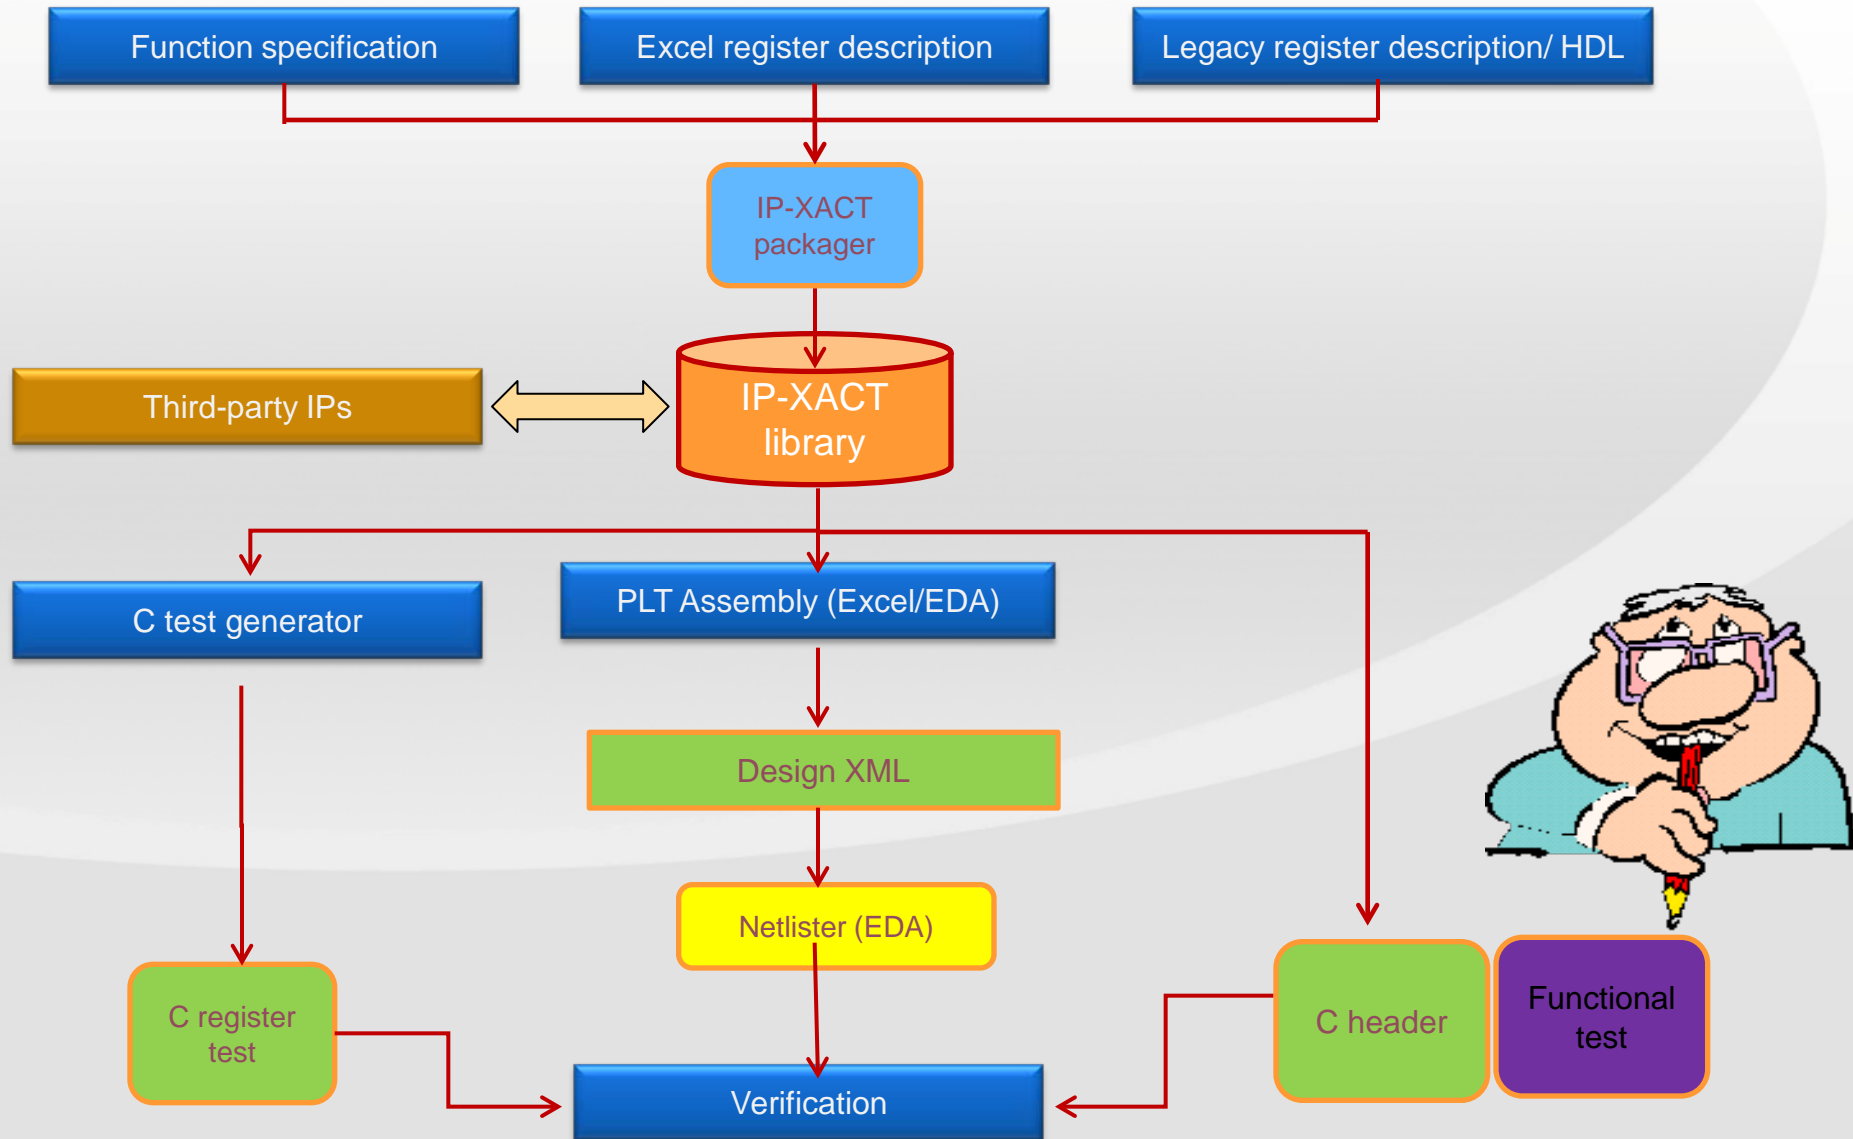 Function specification
Excel register description
Legacy register description/ HDL
IP-XACT
packager
Third-party IPs
IP-XACT
library
C test generator
PLT Assembly (Excel/EDA)
Design XML
Netlister (EDA)
C register
test
C header
Functional
test
Verification